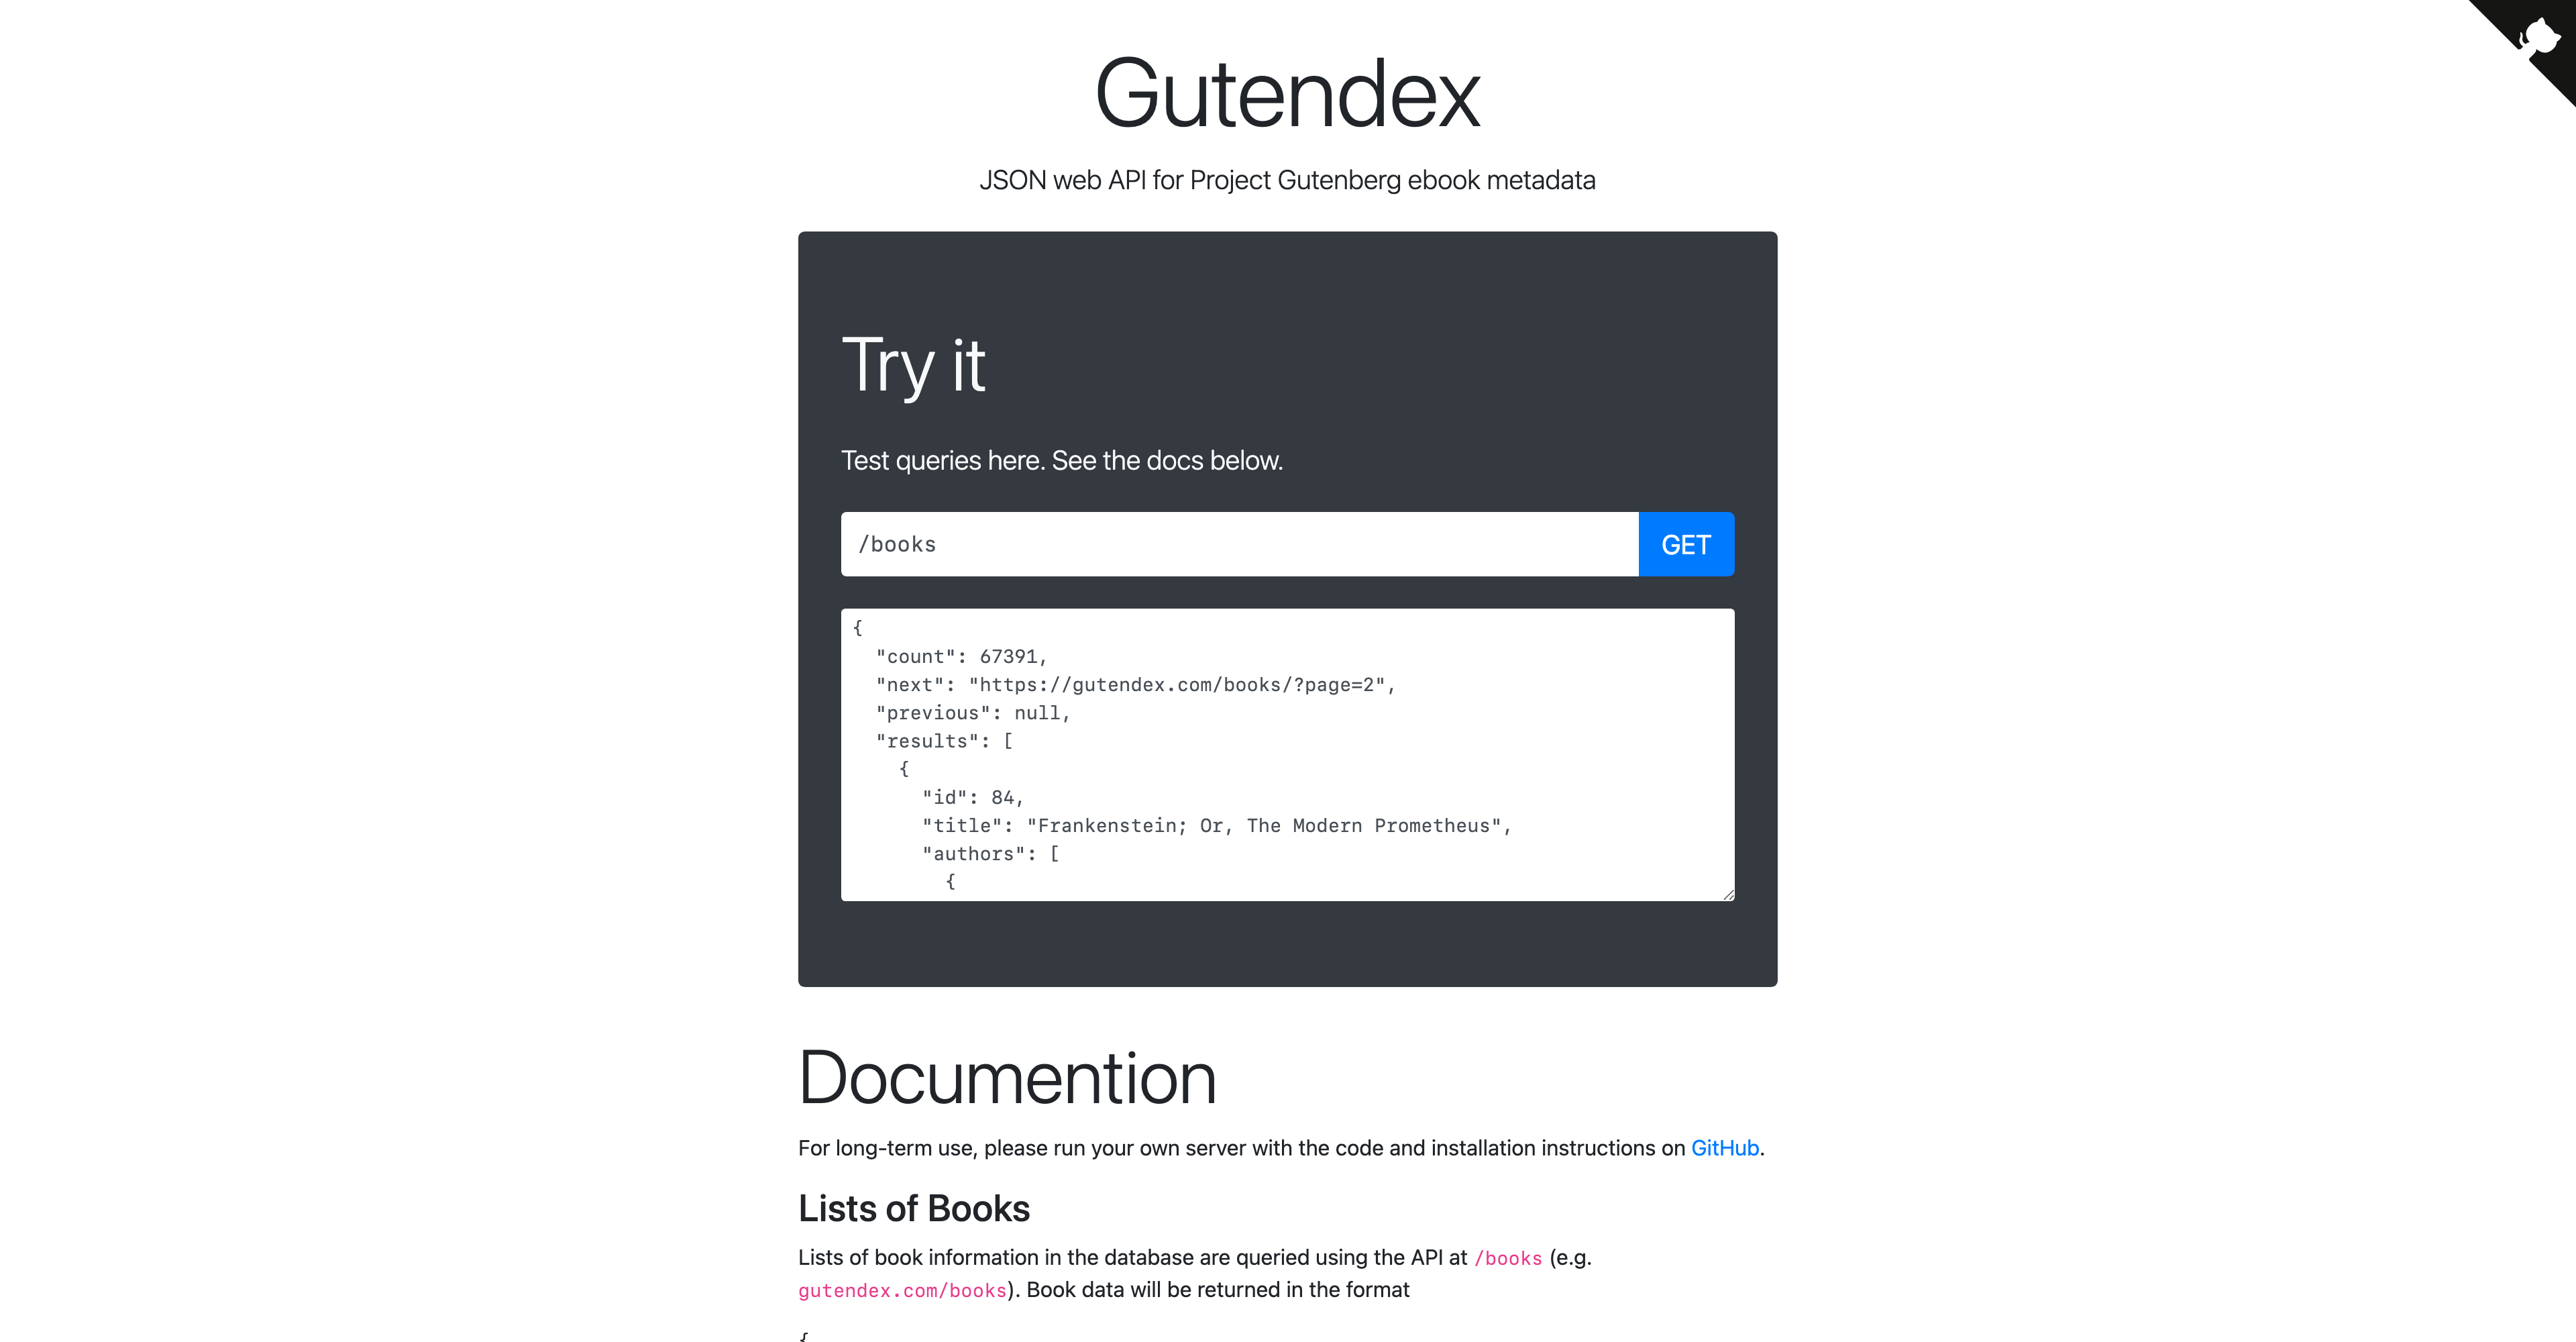 Gutendex
JSON web API for Project Gutenberg ebook metadata
Try it
Test queries here. See the docs below.
/books
GET
{
  "count": 67391,
  "next": "https://gutendex.com/books/?page=2",
  "previous": null,
  "results": [
    {
      "id": 84,
      "title": "Frankenstein; Or, The Modern Prometheus",
      "authors": [
        {
Documention
For long-term use, please run your own server with the code and installation instructions on GitHub.
Lists of Books
Lists of book information in the database are queried using the API at /books (e.g.
gutendex.com/books). Book data will be returned in the format
{